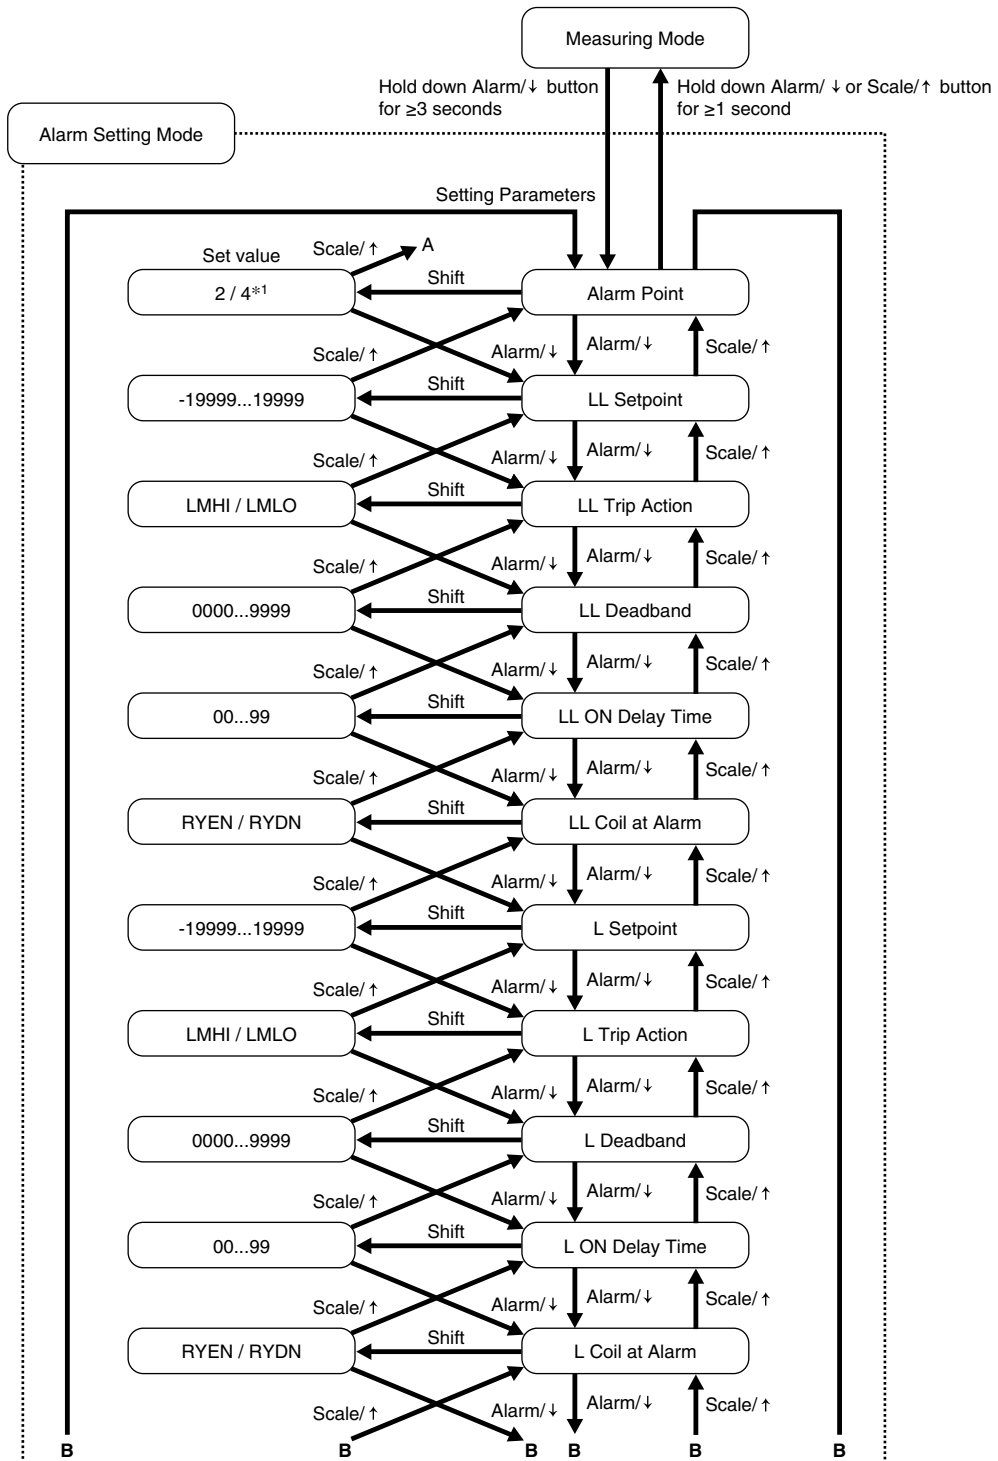 Measuring Mode
Hold down Alarm/↓ button
for ≥3 seconds
Hold down Alarm/ ↓ or Scale/↑ button
for ≥1 second
Alarm Setting Mode
Setting Parameters
Set value
Scale/↑
A
2 / 4*1
Shift
Alarm Point
Scale/↑
Alarm/↓
Alarm/↓
Scale/↑
-19999...19999
Shift
LL Setpoint
Scale/↑
Alarm/↓
Alarm/↓
Scale/↑
LMHI / LMLO
Shift
LL Trip Action
Scale/↑
Alarm/↓
Alarm/↓
Scale/↑
0000...9999
Shift
LL Deadband
Scale/↑
Alarm/↓
Alarm/↓
Scale/↑
00...99
Shift
LL ON Delay Time
Scale/↑
Alarm/↓
Alarm/↓
Scale/↑
RYEN / RYDN
Shift
LL Coil at Alarm
Scale/↑
Alarm/↓
Alarm/↓
Scale/↑
-19999...19999
Shift
L Setpoint
Scale/↑
Alarm/↓
Alarm/↓
Scale/↑
LMHI / LMLO
Shift
L Trip Action
Scale/↑
Alarm/↓
Alarm/↓
Scale/↑
0000...9999
Shift
L Deadband
Scale/↑
Alarm/↓
Alarm/↓
Scale/↑
00...99
Shift
L ON Delay Time
Scale/↑
Alarm/↓
Alarm/↓
Scale/↑
RYEN / RYDN
Shift
L Coil at Alarm
Scale/↑
Alarm/↓
Alarm/↓
Scale/↑
B B B B B B